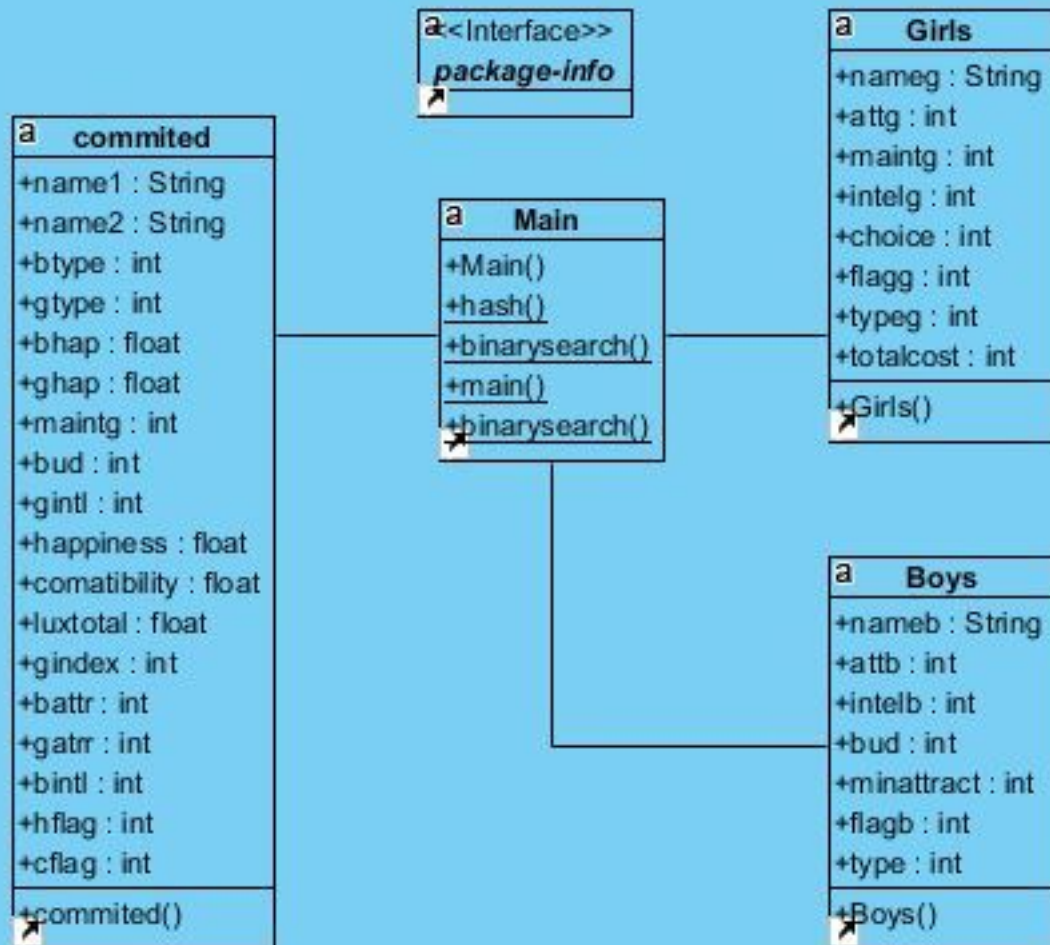 a
<<Interface>>
package-info
a
commited
+name1 : String
+name2 : String
+btype : int
+gtype : int
+bhap : float
+ghap : float
+maintg : int
+bud : int
+gintl : int
+happiness : float
+comatibility : float
+luxtotal : float
+gindex : int
+battr : int
+gatrr : int
+bintl : int
+hflag : int
+cflag : int
+commited()
a
Main
+Main()
+hash()
+binarysearch()
+main()
+binarysearch()
a
Girls
+nameg : String
+attg : int
+maintg : int
+intelg : int
+choice : int
+flagg : int
+typeg : int
+totalcost : int
+Girls()
a
Boys
+nameb : String
+attb : int
+intelb : int
+bud : int
+minattract : int
+flagb : int
+type : int
+Boys()